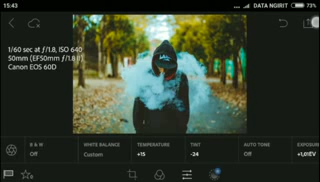 15:43
DATA NGIRIT
73%
1/60 sec at ƒ/1.8, ISO 640
50mm (EF50mm ƒ/1.8 II)
Canon EOS 60D
B & W
Off
WHITE BALANCE
Custom
TEMPERATURE
+15
TINT
-24
AUTO TONE
Off
EXPOSUR
+1,01EV